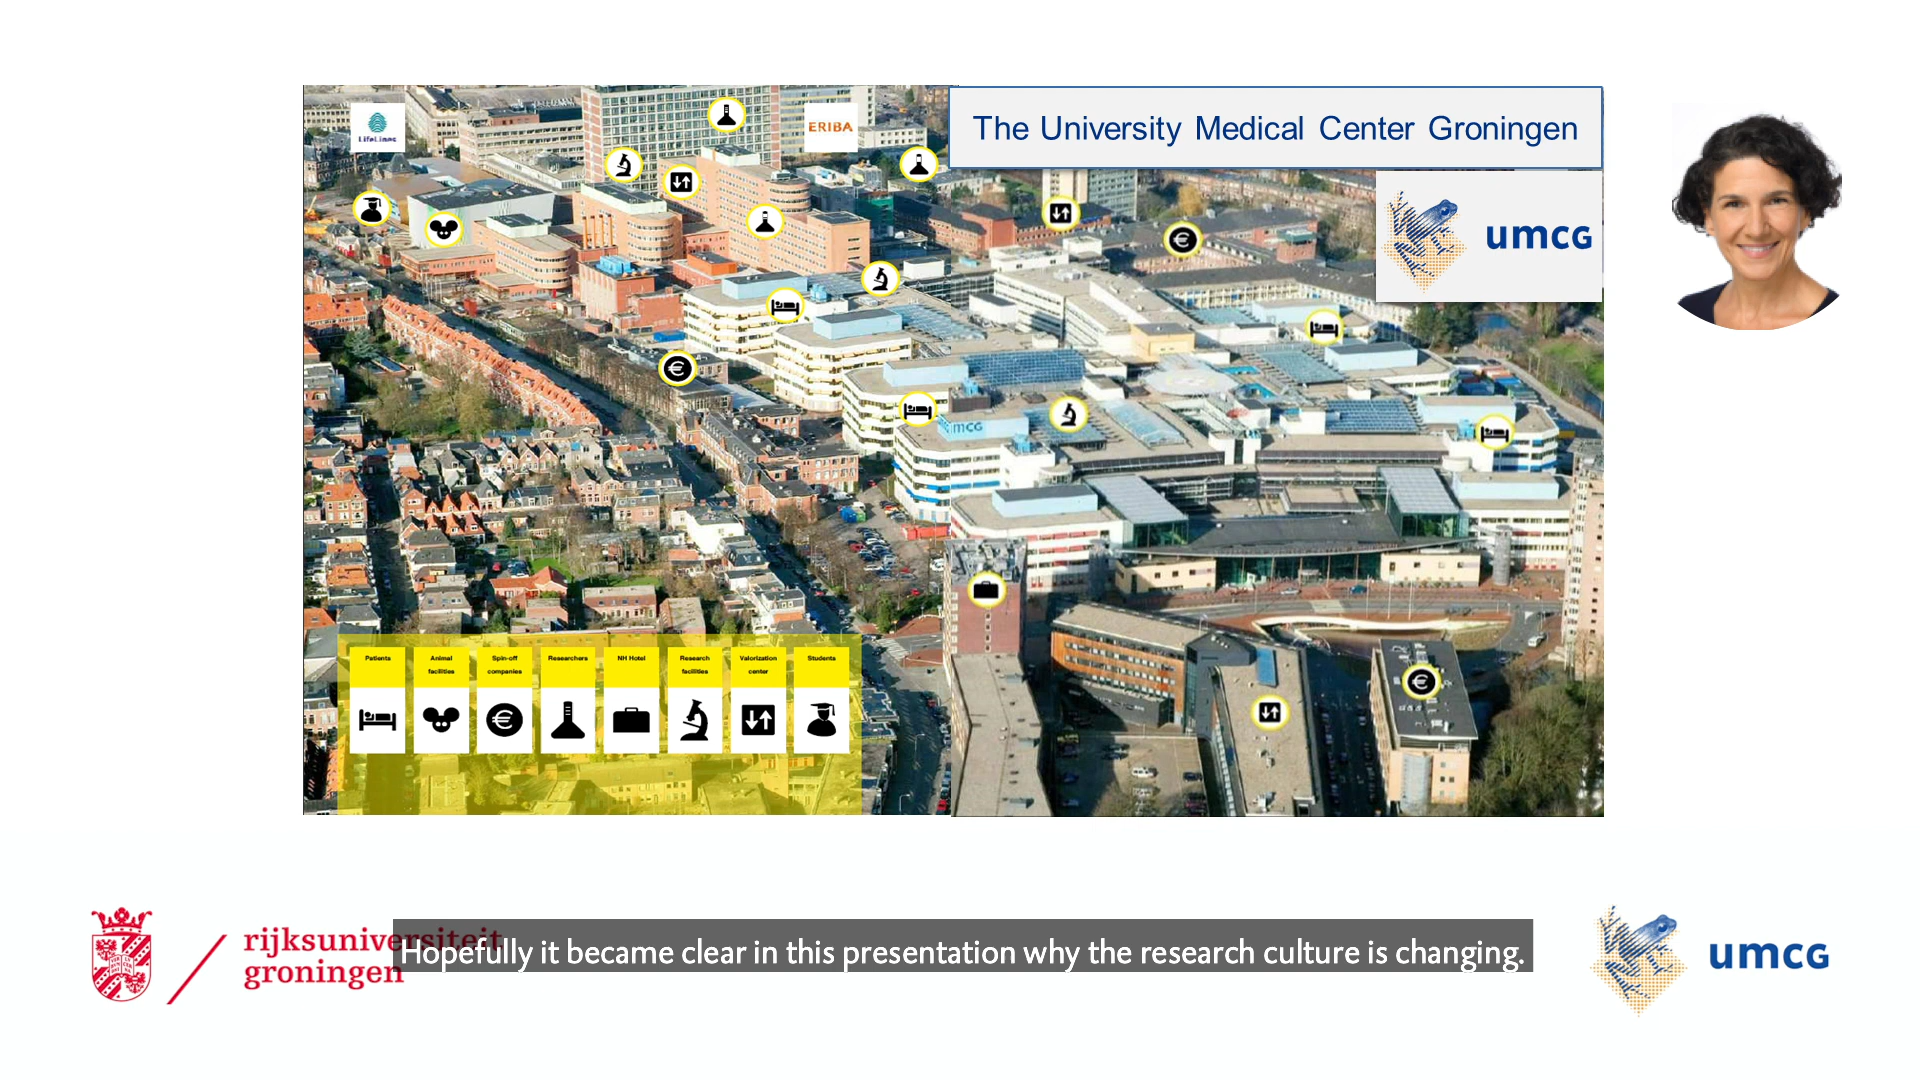 LifeLines
ERIBA
The University Medical Center Groningen
umcG
umcG
Patients
Animal
facilities
Spin-off
companies
Researchers
NH Hotel
Research
facilities
Valorization
center
Students
rijksuniversiteit
groningen
Hopefully it became clear in this presentation why the research culture is changing.
umcG